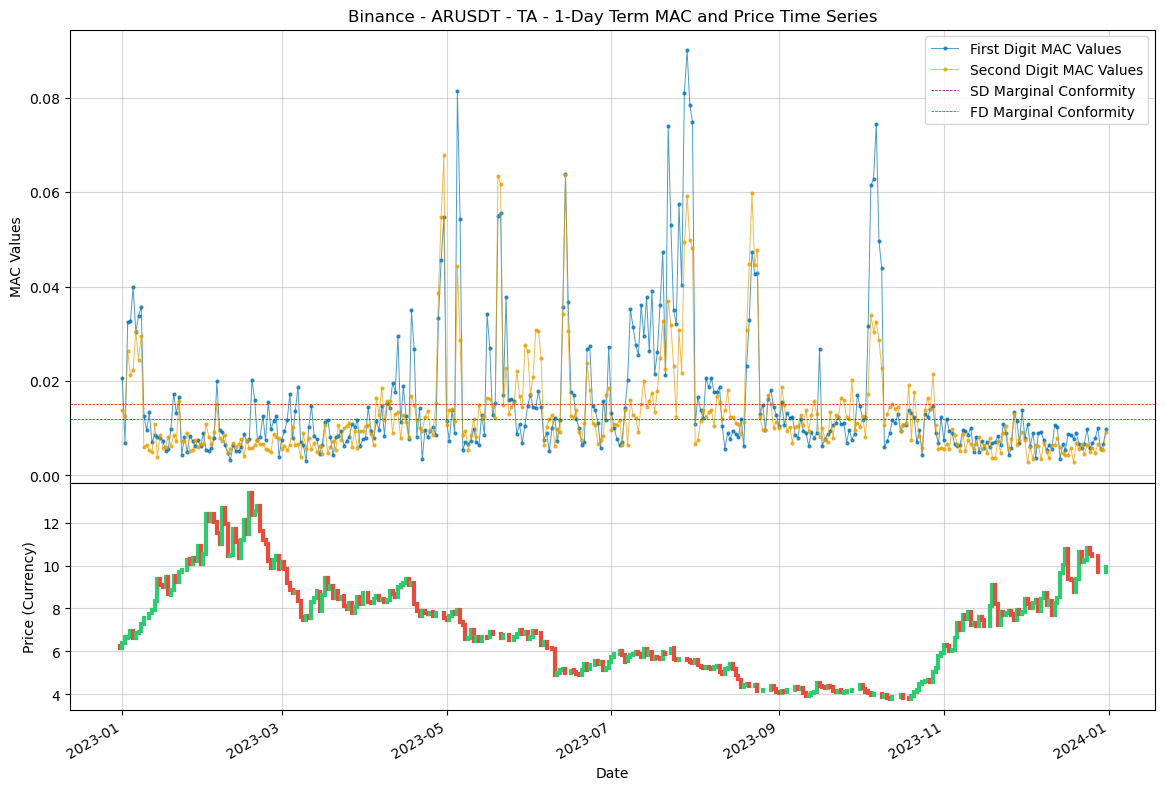 Binance - ARUSDT - TA - 1-Day Term MAC and Price Time Series
First Digit MAC Values
Second Digit MAC Values
SD Marginal Conformity
FD Marginal Conformity
MAC Values
0.08
0.06
0.04
0.02
0.00
Price (Currency)
12
10
8
6
4
2023-01
2023-03
2023-05
2023-07
2023-09
2023-11
2024-01
Date